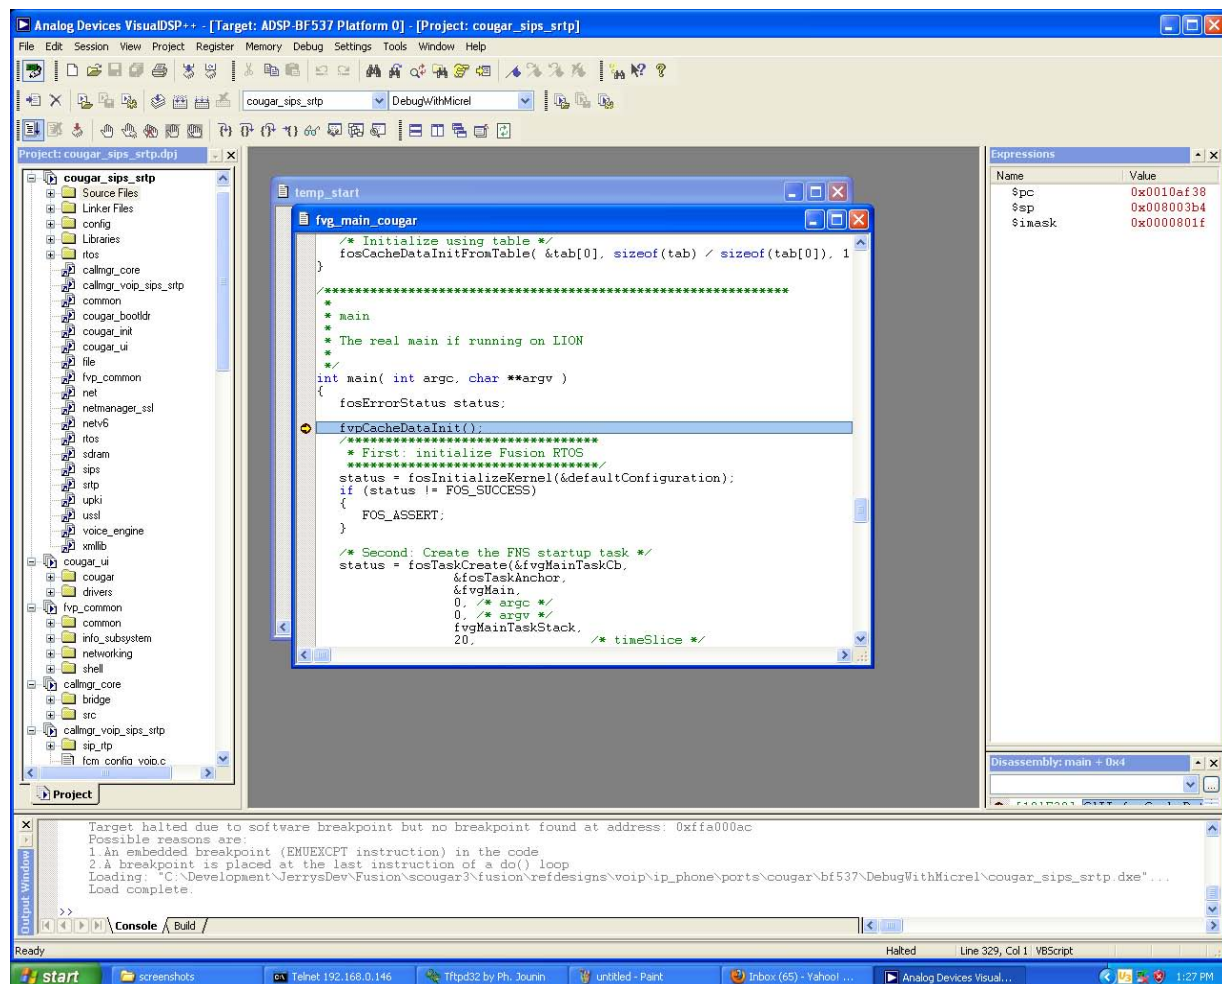 Analog Devices VisualDSP++ - [Target: ADSP-BF537 Platform 0] - [Project: cougar_sips_srtp]
File Edit Session View Project Register Memory Debug Settings Tools Window Help
cougar_sips_srtp
DebugWithMicrel
Project: cougar_sips_srtp.dpj
cougar_sips_srtp
Source Files
Linker Files
config
Libraries
rtos
callmgr_core
callmgr_voip_sips_srtp
common
cougar_bootldr
cougar_init
cougar_ui
file
fvp_common
net
netmanager_ssl
netv6
rtos
sdram
sips
srtp
upki
ussl
voice_engine
xmllib
cougar_ui
cougar
drivers
fvp_common
common
info_subsystem
networking
shell
callmgr_core
bridge
src
callmgr_voip_sips_srtp
sip_rtp
fcm_config_voip.c
Project
temp_start
fvg_main_cougar
/* Initialize using table */
fosCacheDataInitFromTable( &tab[0], sizeof(tab) / sizeof(tab[0]), 1
}
/*************************************************************
*
* main
*
* The real main if running on LION
*
*/
int main( int argc, char **argv )
{
fosErrorStatus status;
fvpCacheDataInit();
/*********************************
* First: initialize Fusion RTOS
*********************************/
status = fosInitializeKernel(&defaultConfiguration);
if (status != FOS_SUCCESS)
{
FOS_ASSERT;
}
/* Second: Create the FNS startup task */
status = fosTaskCreate(&fvgMainTaskCb,
&fosTaskAnchor,
&fvgMain,
0, /* argc */
0, /* argv */
fvgMainTaskStack,
20, /* timeSlice */
Expressions
Name Value
$pc 0x0010af38
$sp 0x008003b4
$imask 0x0000801f
Disassembly: main + 0x4
Output Window
Target halted due to software breakpoint but no breakpoint found at address: 0xffa000ac
Possible reasons are:
1.An embedded breakpoint (EMUEXCPT instruction) in the code
2.A breakpoint is placed at the last instruction of a do() loop
Loading: "C:\Development\JerrysDev\Fusion\scougar3\fusion\refdesigns\voip\ip_phone\ports\cougar\bf537\DebugWithMicrel\cougar_sips_srtp.dxe"...
Load complete.
>>
Console Build
Ready
Halted Line 329, Col 1 VBScript
start screenshots Telnet 192.168.0.146 Tftpd32 by Ph. Jounin untitled - Paint Inbox (65) - Yahoo! ... Analog Devices Visual... 1:27 PM